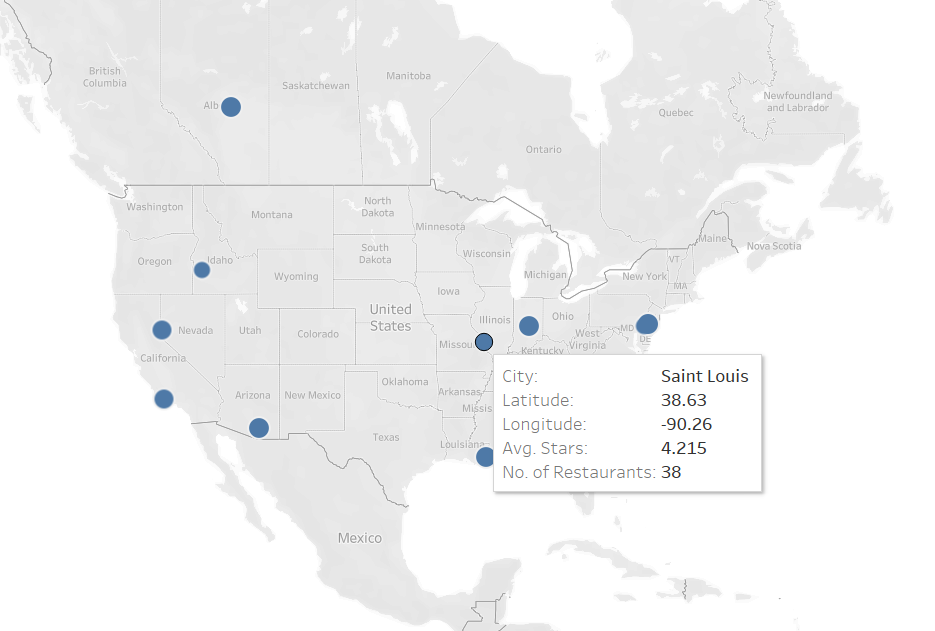 British
Columbia
Alb
Saskatchewan
Manitoba
Ontario
Quebec
Newfoundland
and Labrador
Washington
Montana
North
Dakota
Minnesota
Maine
Nova Scotia
Oregon
Idaho
South
Dakota
Wisconsin
Michigan
VT
New York
MA
Wyoming
Iowa
United
States
Illinois
Ohio
Nevada
Utah
Colorado
Missou
West
Virginia
MD
DE
Kentucky
California
Arizona
New Mexico
Oklahoma
Arkansas
Missis
Texas
Louisiana
Mexico
City: Saint Louis
Latitude: 38.63
Longitude: -90.26
Avg. Stars: 4.215
No. of Restaurants: 38